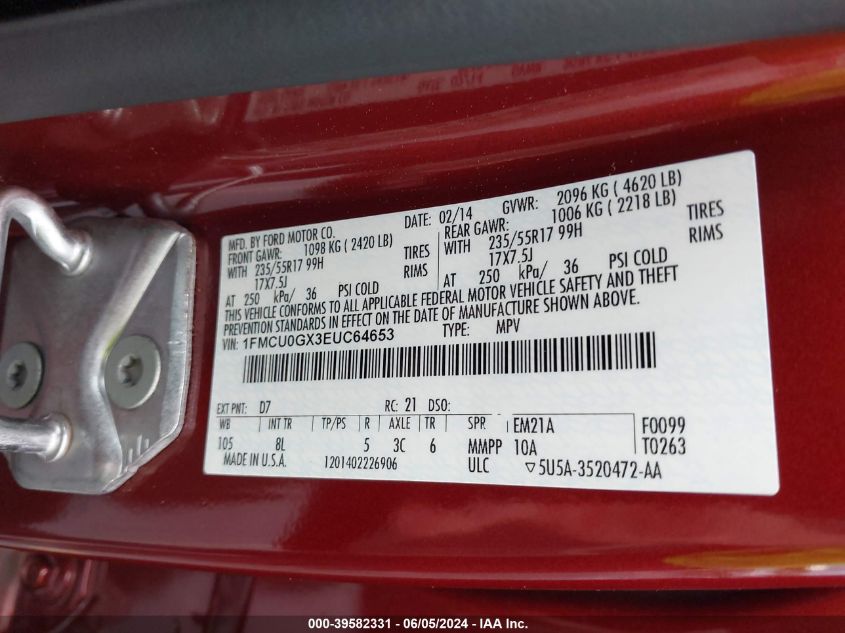 MFD. BY FORD MOTOR CO.
DATE: 02/14 GVWR: 2096 KG ( 4620 LB)
FRONT GAWR: 1098 KG ( 2420 LB) REAR GAWR: 1006 KG ( 2218 LB)
WITH 235/55R17 99H TIRES WITH 235/55R17 99H TIRES
17X7.5J RIMS 17X7.5J RIMS
AT 250 kPa/ 36 PSI COLD AT 250 kPa/ 36 PSI COLD
THIS VEHICLE CONFORMS TO ALL APPLICABLE FEDERAL MOTOR VEHICLE SAFETY AND THEFT
PREVENTION STANDARDS IN EFFECT ON THE DATE OF MANUFACTURE SHOWN ABOVE.
VIN: 1FMCU0GX3EUC64653 TYPE: MPV
EXT PNT: D7 RC: 21 DSO:
WB INT TR TP/PS R AXLE TR SPR EM21A F0099
105 8L 5 3C 6 MMPP 10A T0263
MADE IN U.S.A. 1201402226906 ULC ▽5U5A-3520472-AA
000-39582331 - 06/05/2024 - IAA Inc.